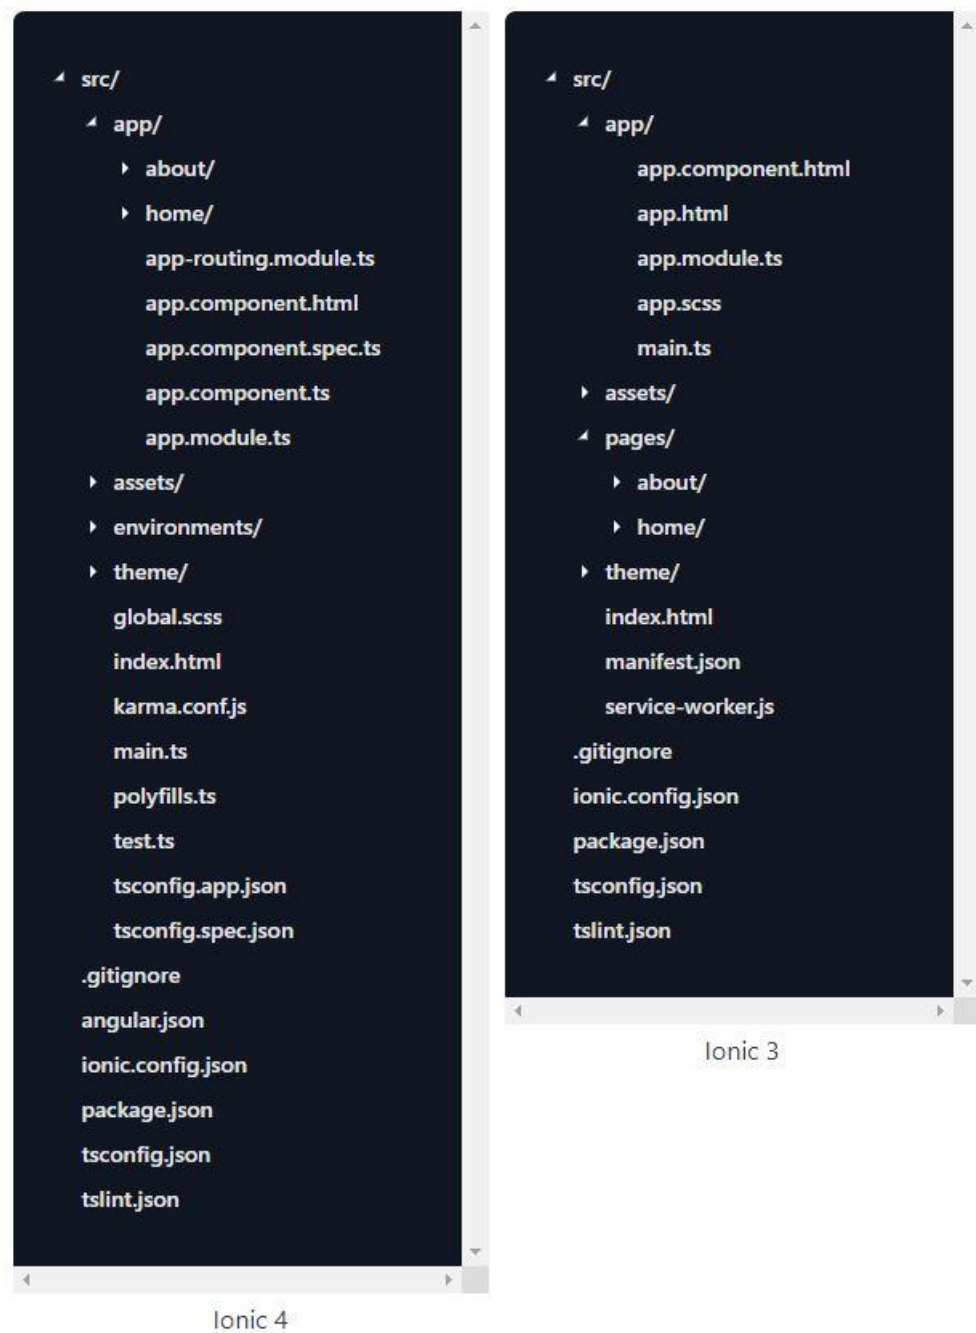 src/
app/
about/
home/
app-routing.module.ts
app.component.html
app.component.spec.ts
app.component.ts
app.module.ts
assets/
environments/
theme/
global.scss
index.html
karma.conf.js
main.ts
polyfills.ts
test.ts
tsconfig.app.json
tsconfig.spec.json
.gitignore
angular.json
ionic.config.json
package.json
tsconfig.json
tslint.json
Ionic 4
src/
app/
app.component.html
app.html
app.module.ts
app.scss
main.ts
assets/
pages/
about/
home/
theme/
index.html
manifest.json
service-worker.js
.gitignore
ionic.config.json
package.json
tsconfig.json
tslint.json
Ionic 3